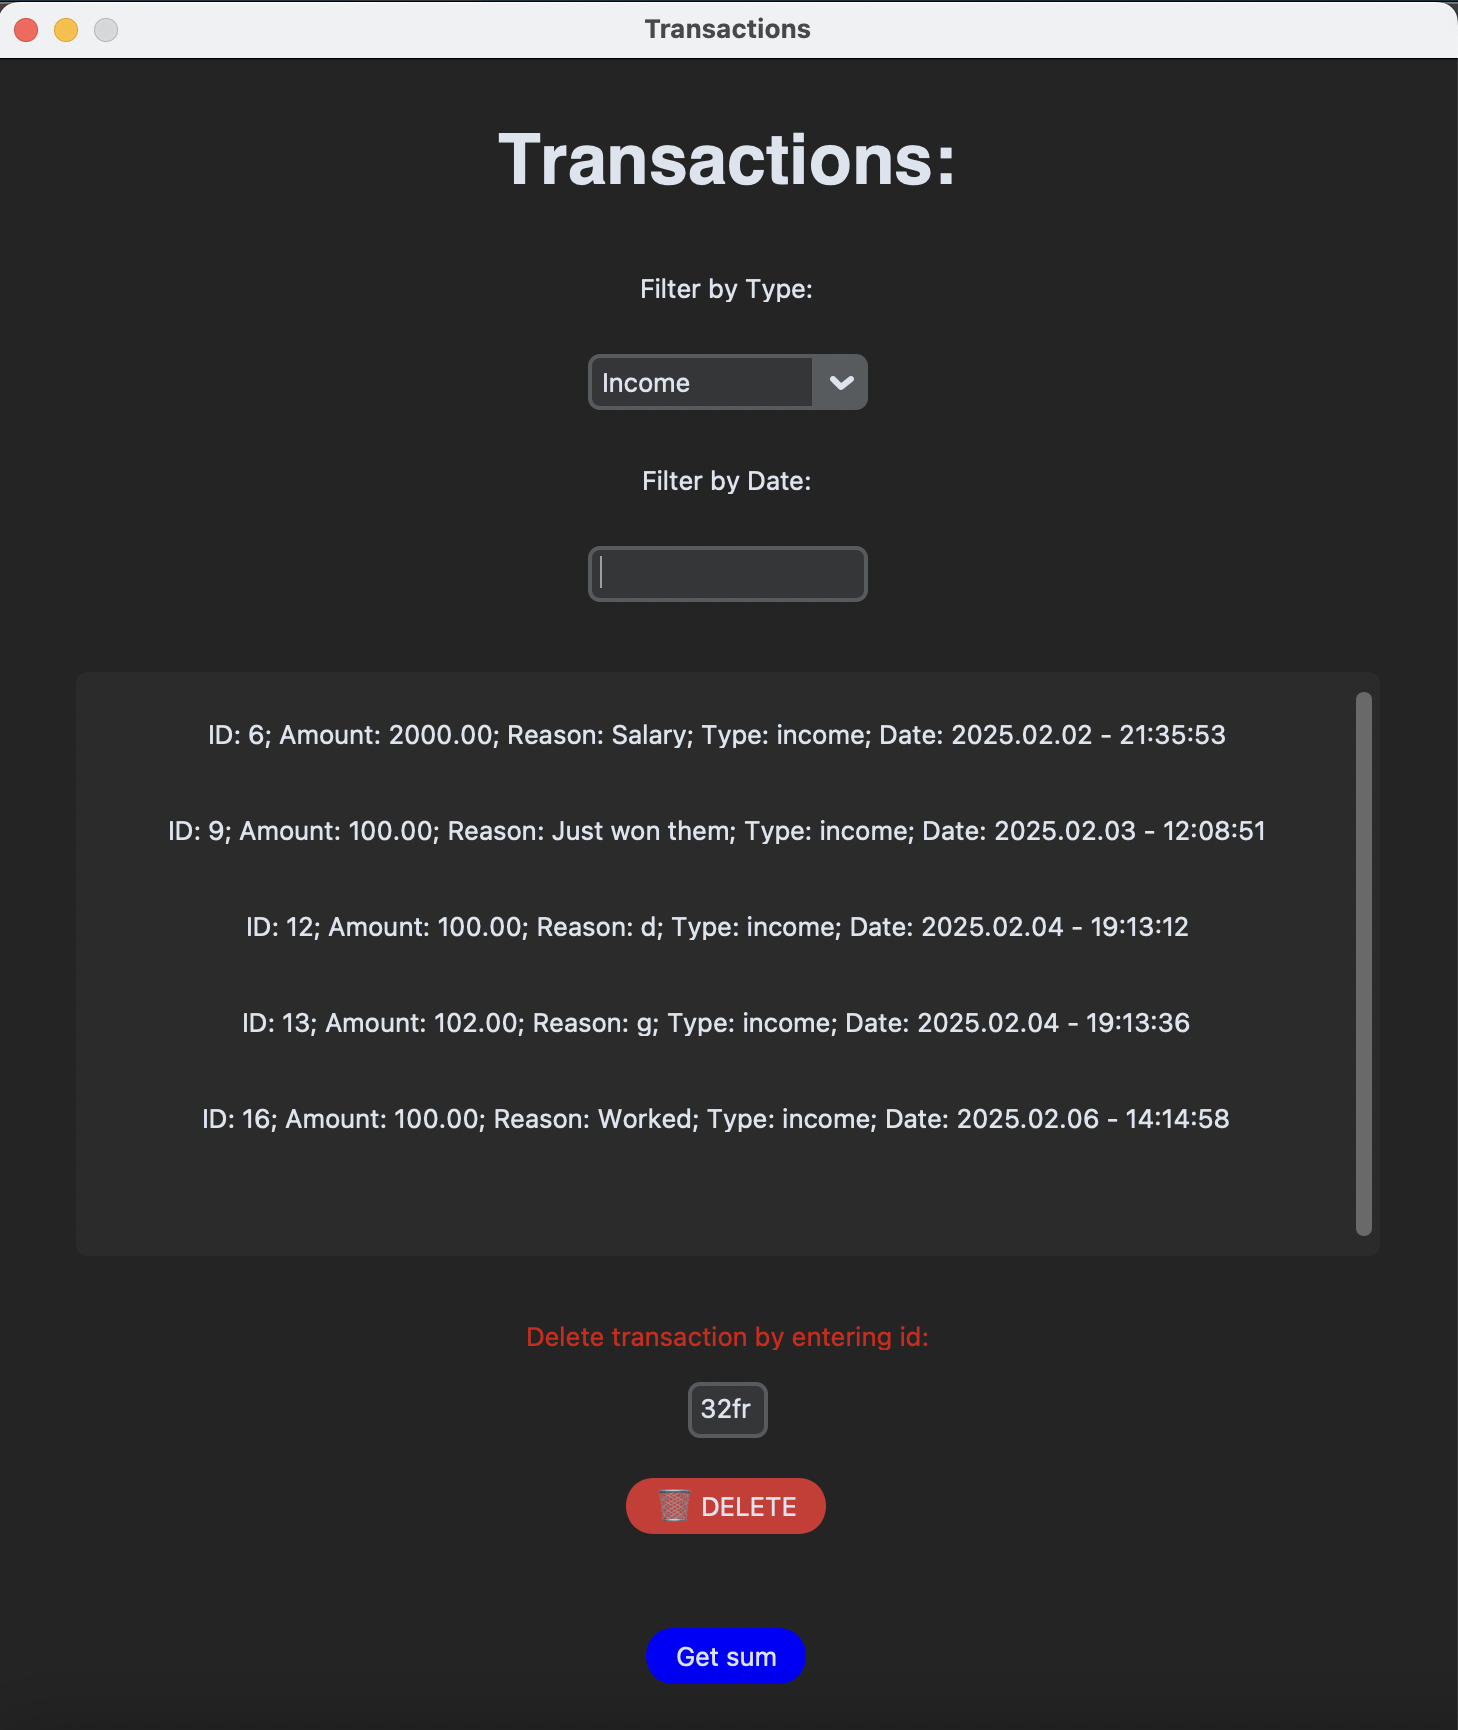 Transactions
Transactions:
Filter by Type:
Income
Filter by Date:
ID: 6; Amount: 2000.00; Reason: Salary; Type: income; Date: 2025.02.02 - 21:35:53
ID: 9; Amount: 100.00; Reason: Just won them; Type: income; Date: 2025.02.03 - 12:08:51
ID: 12; Amount: 100.00; Reason: d; Type: income; Date: 2025.02.04 - 19:13:12
ID: 13; Amount: 102.00; Reason: g; Type: income; Date: 2025.02.04 - 19:13:36
ID: 16; Amount: 100.00; Reason: Worked; Type: income; Date: 2025.02.06 - 14:14:58
Delete transaction by entering id:
32fr
DELETE
Get sum